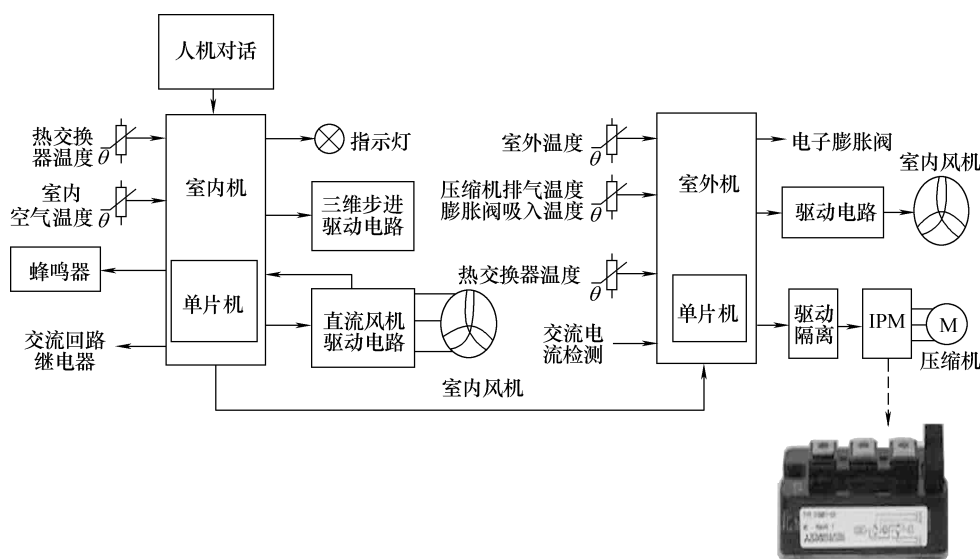 人机对话
热交换
器温度
θ
室内
空气温度
θ
蜂鸣器
交流回路
继电器
室内机
单片机
指示灯
三维步进
驱动电路
直流风机
驱动电路
室内风机
室外温度
θ
压缩机排气温度
膨胀阀吸入温度
θ
热交换器温度
θ
交流电
流检测
室外机
单片机
电子膨胀阀
室内风机
驱动电路
驱动
隔离
IPM
M
压缩机